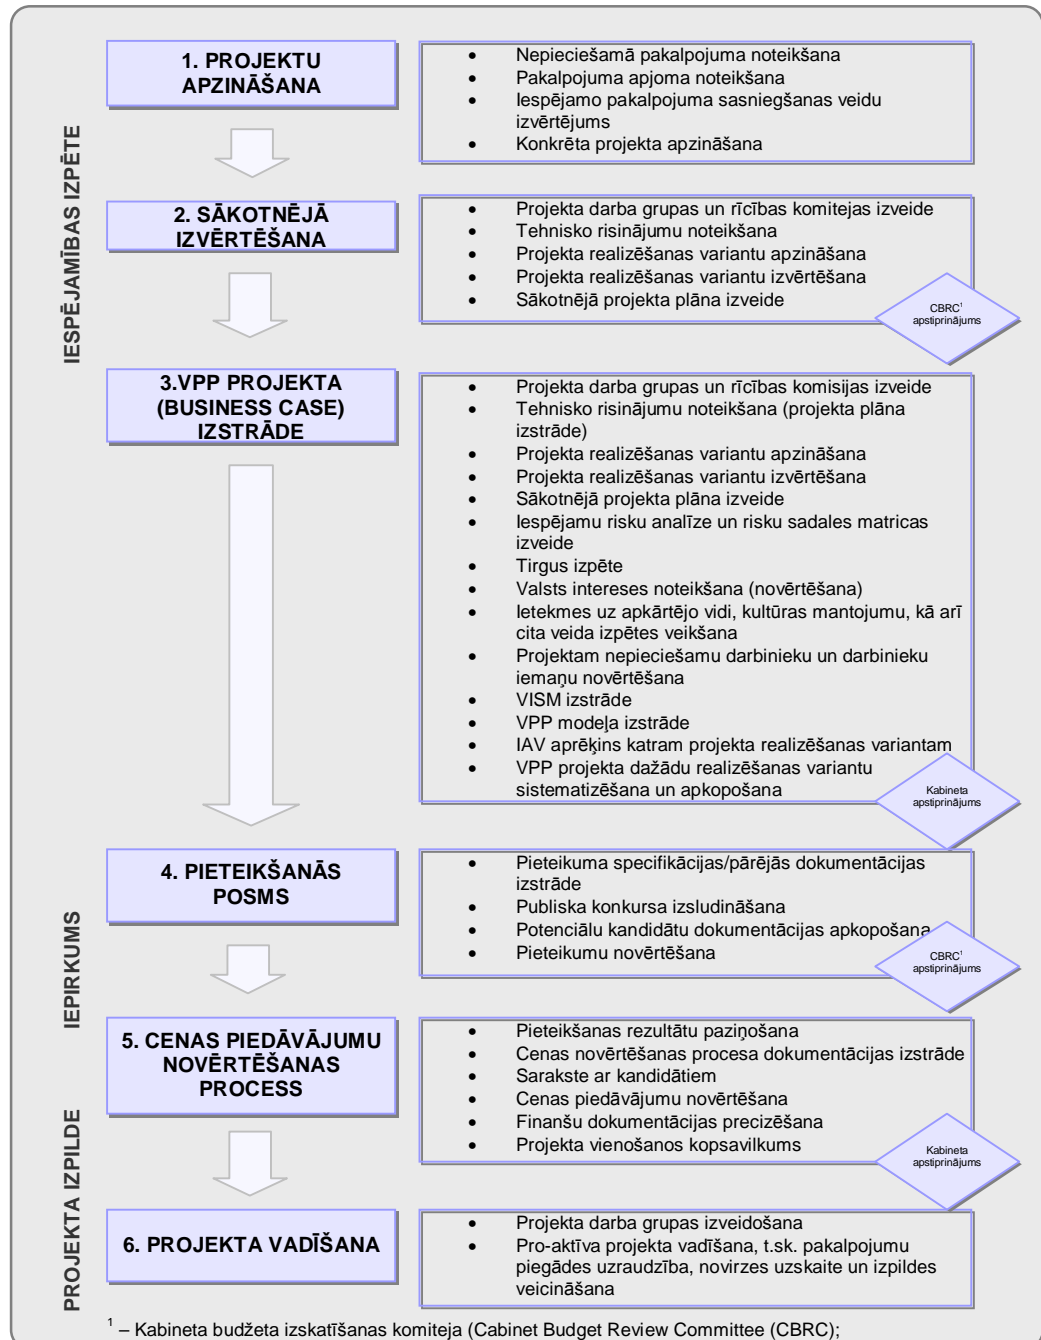 IESPĒJAMĪBAS IZPĒTE
1. PROJEKTU
APZINĀŠANA
• Nepieciešamā pakalpojuma noteikšana
• Pakalpojuma apjoma noteikšana
• Iespējamo pakalpojuma sasniegšanas veidu
izvērtējums
• Konkrēta projekta apzināšana
2. SĀKOTNĒJĀ
IZVĒRTĒŠANA
• Projekta darba grupas un rīcības komitejas izveide
• Tehnisko risinājumu noteikšana
• Projekta realizēšanas variantu apzināšana
• Projekta realizēšanas variantu izvērtēšana
• Sākotnējā projekta plāna izveide
CBRC¹
apstiprinājums
3.VPP PROJEKTA
(BUSINESS CASE)
IZSTRĀDE
• Projekta darba grupas un rīcības komisijas izveide
• Tehnisko risinājumu noteikšana (projekta plāna
izstrāde)
• Projekta realizēšanas variantu apzināšana
• Projekta realizēšanas variantu izvērtēšana
• Sākotnējā projekta plāna izveide
• Iespējamu risku analīze un risku sadales matricas
izveide
• Tirgus izpēte
• Valsts intereses noteikšana (novērtēšana)
• Ietekmes uz apkārtējo vidi, kultūras mantojumu, kā arī
cita veida izpētes veikšana
• Projektam nepieciešamu darbinieku un darbinieku
iemaņu novērtēšana
• VISM izstrāde
• VPP modeļa izstrāde
• IAV aprēķins katram projekta realizēšanas variantam
• VPP projekta dažādu realizēšanas variantu
sistematizēšana un apkopošana
Kabineta
apstiprinājums
IEPIRKUMS
4. PIETEIKŠANĀS
POSMS
• Pieteikuma specifikācijas/pārējās dokumentācijas
izstrāde
• Publiska konkursa izsludināšana
• Potenciālu kandidātu dokumentācijas apkopošana
• Pieteikumu novērtēšana
CBRC¹
apstiprinājums
5. CENAS PIEDĀVĀJUMU
NOVĒRTĒŠANAS
PROCESS
• Pieteikšanas rezultātu paziņošana
• Cenas novērtēšanas procesa dokumentācijas izstrāde
• Sarakste ar kandidātiem
• Cenas piedāvājumu novērtēšana
• Finanšu dokumentācijas precizēšana
• Projekta vienošanos kopsavilkums
Kabineta
apstiprinājums
PROJEKTA IZPILDE
6. PROJEKTA VADĪŠANA
• Projekta darba grupas izveidošana
• Pro-aktīva projekta vadīšana, t.sk. pakalpojumu
piegādes uzraudzība, novirzes uzskaite un izpildes
veicināšana
¹ – Kabineta budžeta izskatīšanas komiteja (Cabinet Budget Review Committee (CBRC);